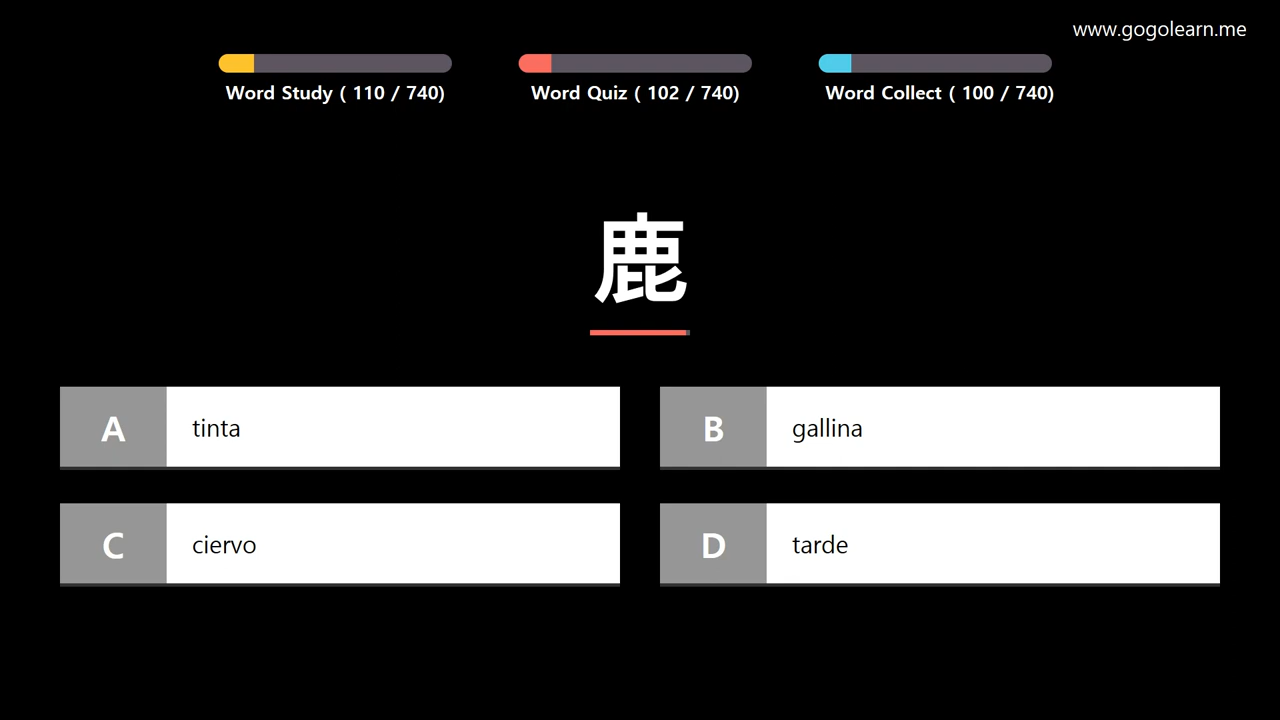 www.gogolearn.me
Word Study ( 110 / 740)
Word Quiz ( 102 / 740)
Word Collect ( 100 / 740)
鹿
A tinta
B gallina
C ciervo
D tarde